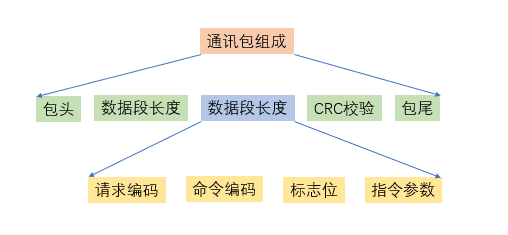 通讯包组成
包头
数据段长度
数据段长度
CRC校验
包尾
请求编码
命令编码
标志位
指令参数